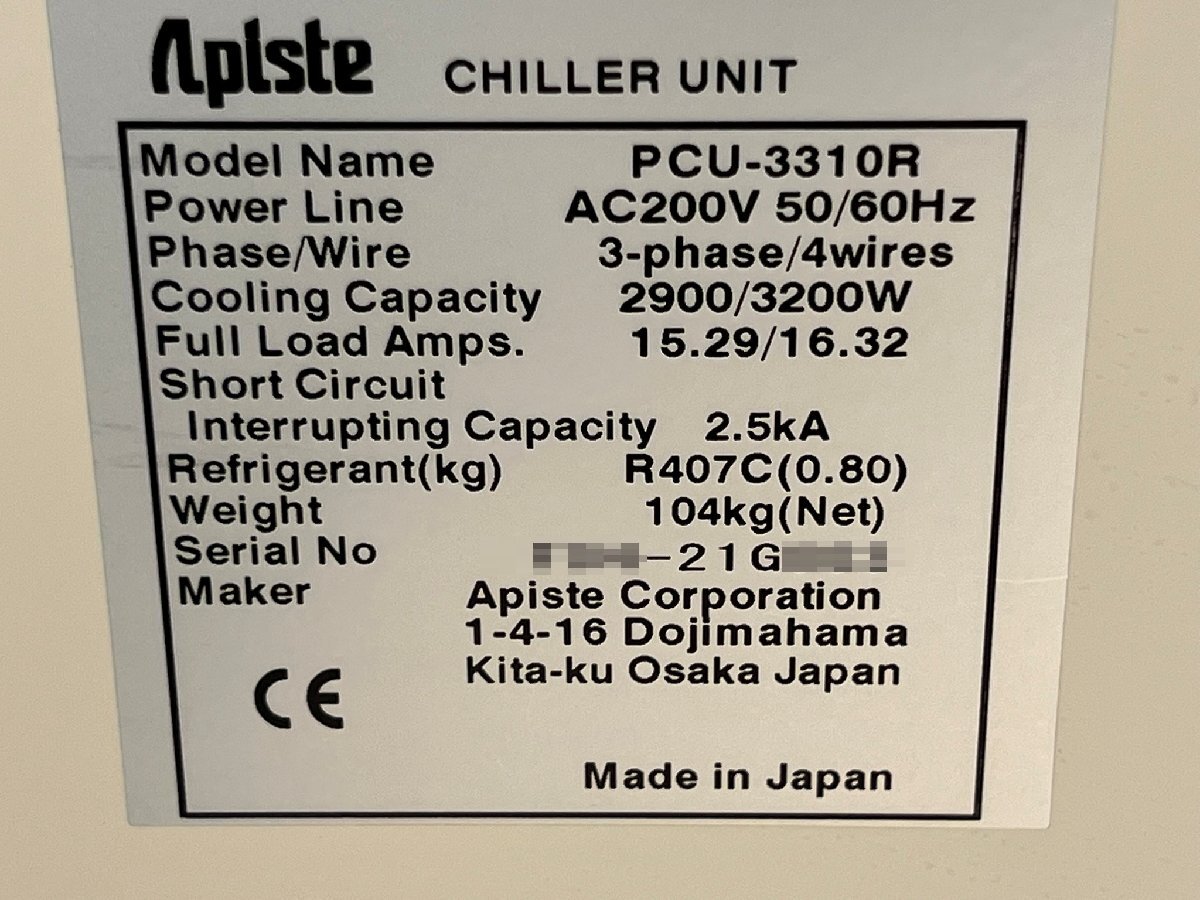 Apiste CHILLER UNIT
Model Name PCU-3310R
Power Line AC200V 50/60Hz
Phase/Wire 3-phase/4wires
Cooling Capacity 2900/3200W
Full Load Amps. 15.29/16.32
Short Circuit
Interrupting Capacity 2.5kA
Refrigerant(kg) R407C(0.80)
Weight 104kg(Net)
Serial No -21G
Maker Apiste Corporation
1-4-16 Dojimahama
Kita-ku Osaka Japan
CE
Made in Japan